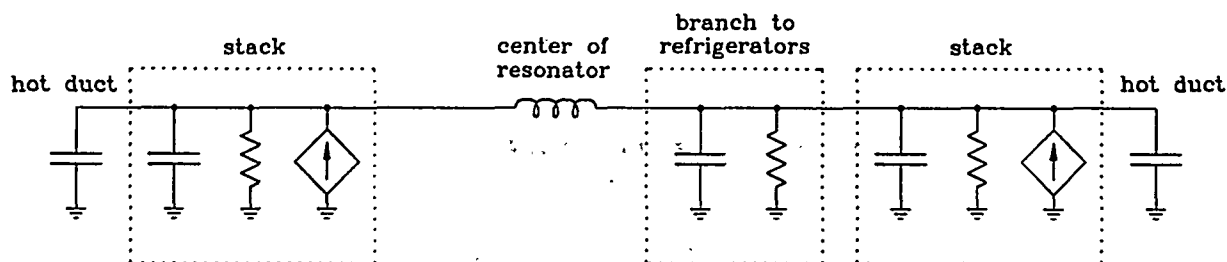 hot duct
stack
center of
resonator
branch to
refrigerators
stack
hot duct